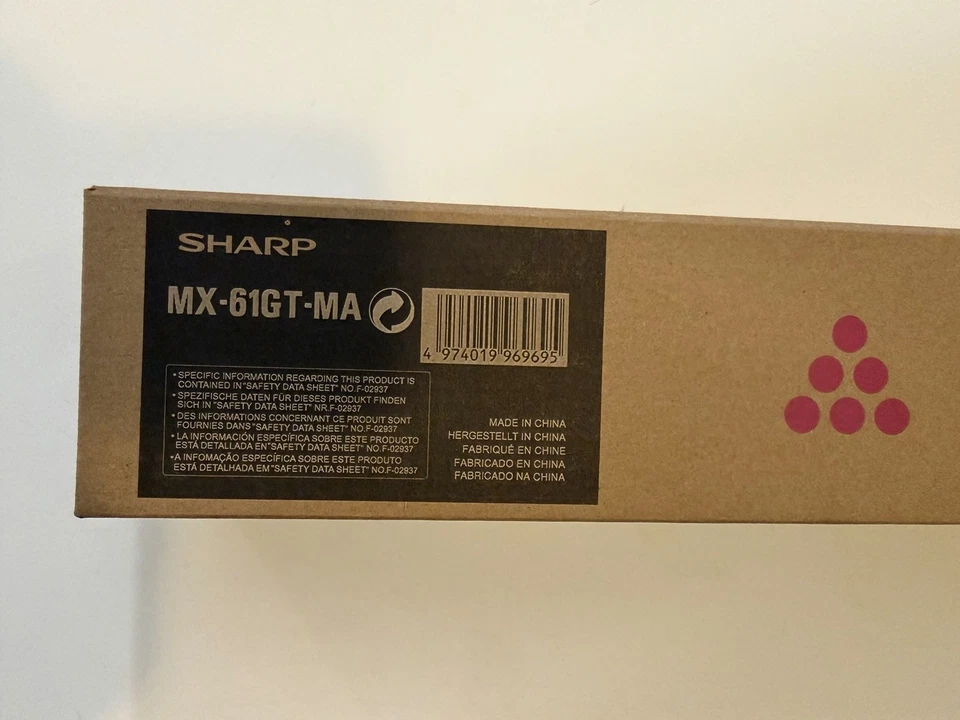 SHARP
MX-61GT-MA
4 974019 969695
• SPECIFIC INFORMATION REGARDING THIS PRODUCT IS
CONTAINED IN "SAFETY DATA SHEET" NO.F-02937
• SPEZIFISCHE DATEN FÜR DIESES PRODUKT FINDEN
SICH IN "SAFETY DATA SHEET" NR.F-02937
• DES INFORMATIONS CONCERNANT CE PRODUIT SONT
FOURNIES DANS "SAFETY DATA SHEET" NO.F-02937
• LA INFORMACIÓN ESPECÍFICA SOBRE ESTE PRODUCTO
ESTÁ DETALLADA EN "SAFETY DATA SHEET" NO.F-02937
• A INFOMAÇÃO ESPECÍFICA SOBRE ESTE PRODUTO
ESTÁ DETALHADA EM "SAFETY DATA SHEET" NO.F-02937
MADE IN CHINA
HERGESTELLT IN CHINA
FABRIQUÉ EN CHINE
FABRICADO EN CHINA
FABRICADO NA CHINA